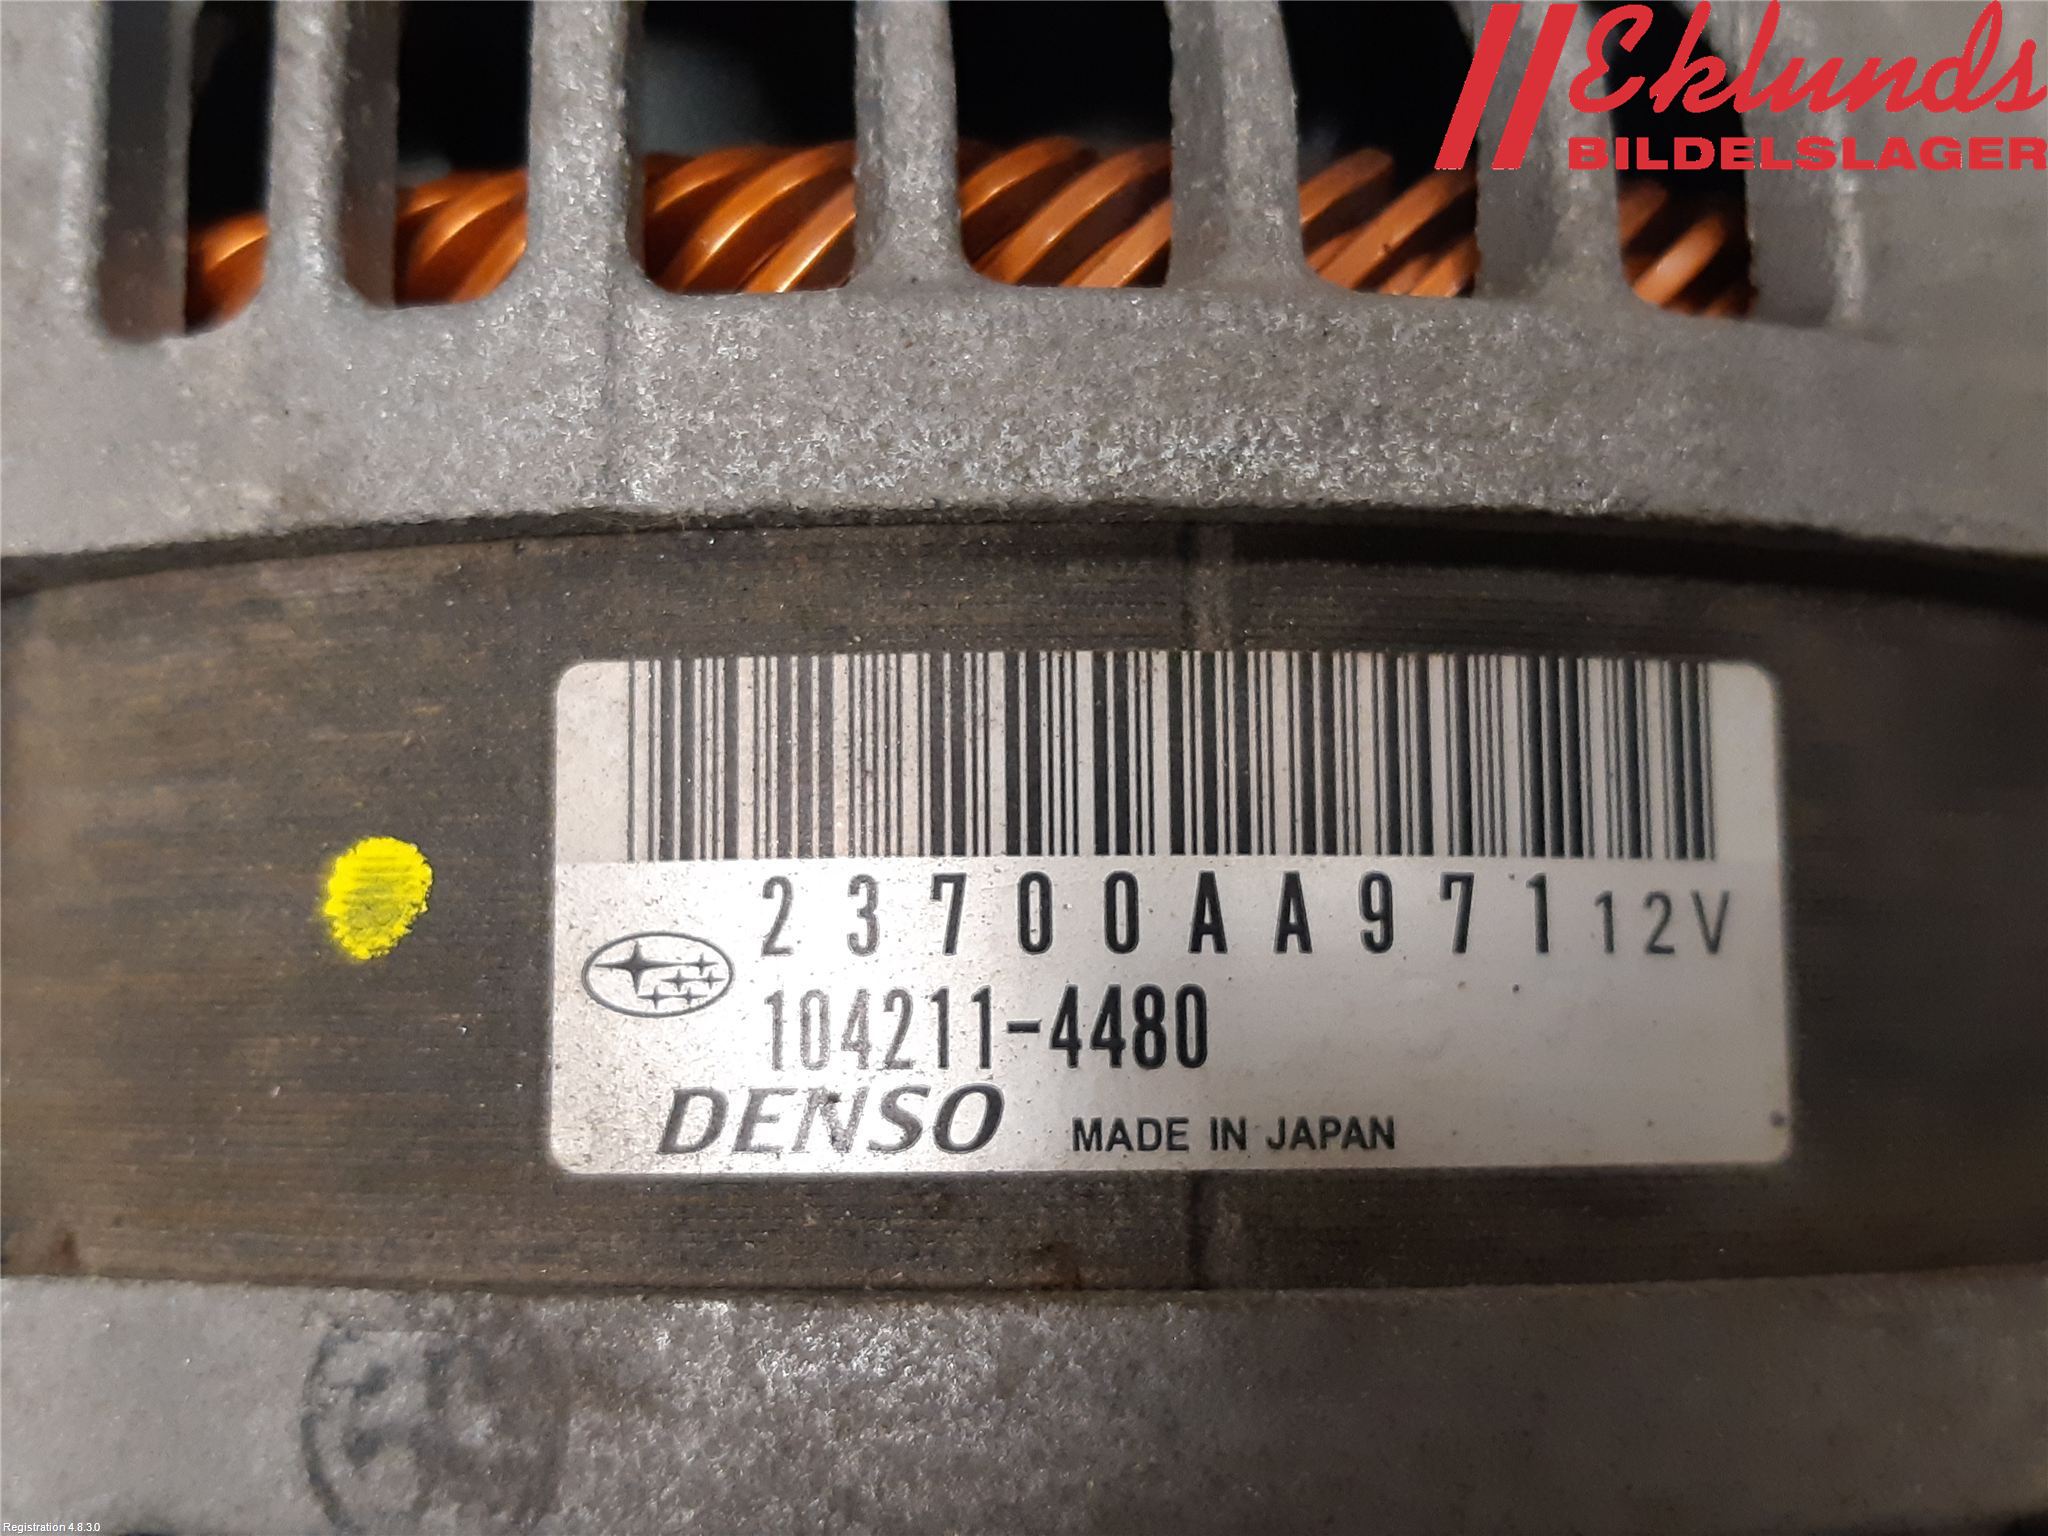 Eklunds
BILDELSLAGER
23700AA971 12V
104211-4480
DENSO MADE IN JAPAN
Registration 4.8.3.0